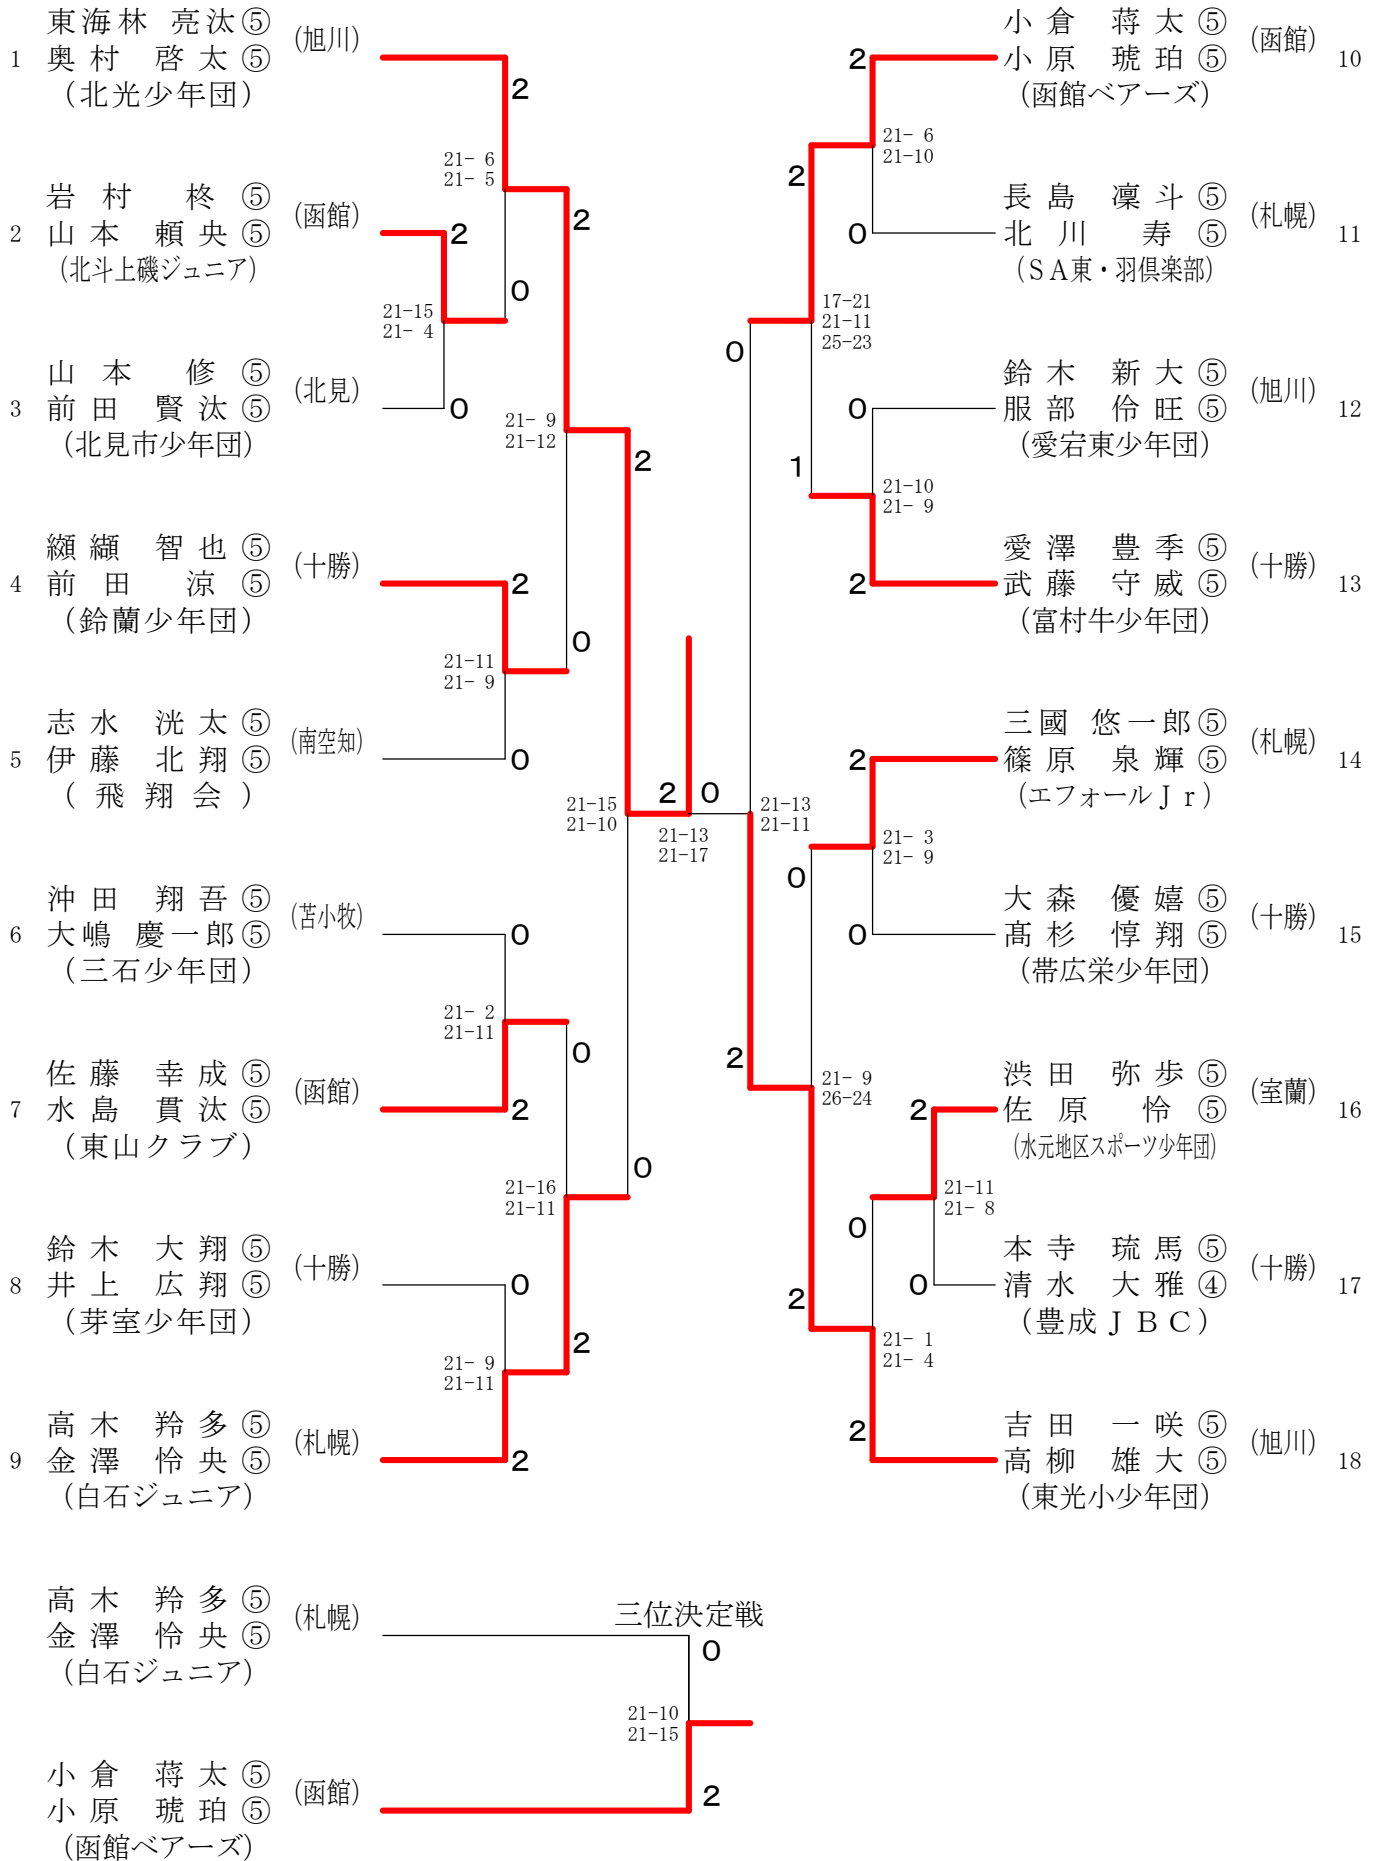 東海林 亮汰⑤
(旭川)
1 奥村 啓太⑤
(北光少年団)
2
21- 6
21- 5
岩村 柊⑤
(函館)
2 山本 頼央⑤
(北斗上磯ジュニア)
2
2
0
21-15
21- 4
山本 修⑤
(北見)
3 前田 賢汰⑤
(北見市少年団)
0
21- 9
21-12
2
纐纈 智也⑤
(十勝)
4 前田 涼⑤
(鈴蘭少年団)
2
0
21-11
21- 9
志水 洸太⑤
(南空知)
5 伊藤 北翔⑤
(飛翔会)
0
21-15
21-10
2 0
21-13
21-17
沖田 翔吾⑤
(苫小牧)
6 大嶋 慶一郎⑤
(三石少年団)
0
21- 2
21-11
0
佐藤 幸成⑤
(函館)
7 水島 貫汰⑤
(東山クラブ)
2
0
21-16
21-11
鈴木 大翔⑤
(十勝)
8 井上 広翔⑤
(芽室少年団)
0
2
21- 9
21-11
高木 羚多⑤
(札幌)
9 金澤 怜央⑤
(白石ジュニア)
2
小倉 蒋太⑤
(函館)
小原 琥珀⑤ 10
(函館ベアーズ)
2
21- 6
21-10
2
長島 凜斗⑤
(札幌)
北川 寿⑤ 11
(SA東・羽倶楽部)
0
17-21
21-11
25-23
0
鈴木 新大⑤
(旭川)
服部 伶旺⑤ 12
(愛宕東少年団)
0
1
21-10
21- 9
愛澤 豊季⑤
(十勝)
武藤 守威⑤ 13
(富村牛少年団)
2
三國 悠一郎⑤
(札幌)
篠原 泉輝⑤ 14
(エフォールJr)
2
21-13
21-11
21- 3
21- 9
0
大森 優嬉⑤
(十勝)
髙杉 惇翔⑤ 15
(帯広栄少年団)
0
2
21- 9
26-24
渋田 弥歩⑤
(室蘭)
佐原 怜⑤ 16
(水元地区スポーツ少年団)
2
21-11
21- 8
0
本寺 琉馬⑤
(十勝)
清水 大雅④ 17
(豊成JBC)
0
2
21- 1
21- 4
吉田 一咲⑤
(旭川)
高柳 雄大⑤ 18
(東光小少年団)
2
三位決定戦
高木 羚多⑤
(札幌)
金澤 怜央⑤
(白石ジュニア)
0
21-10
21-15
小倉 蒋太⑤
(函館)
小原 琥珀⑤
(函館ベアーズ)
2